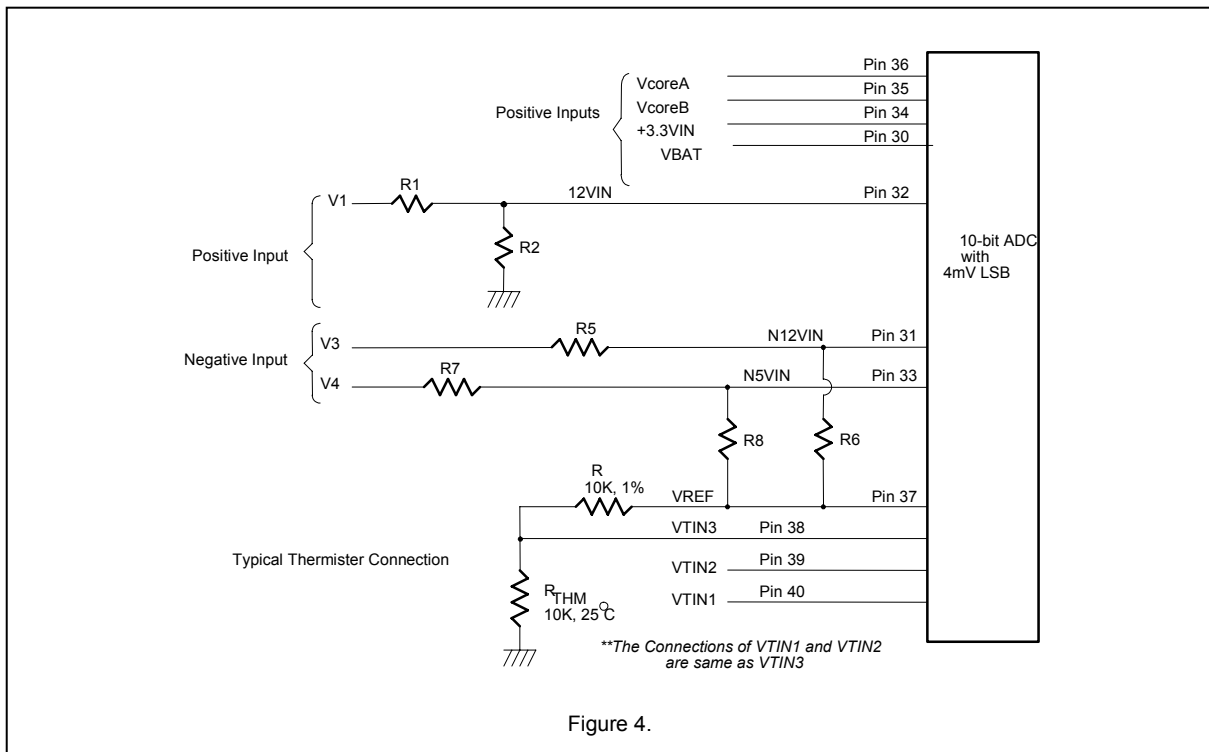 Pin 36
VcoreA
Pin 35
VcoreB
Pin 34
Positive Inputs
+3.3VIN
Pin 30
VBAT
R1
V1
12VIN
Pin 32
R2
Positive Input
10-bit ADC
with
4mV LSB
R5
V3
N12VIN
Pin 31
Negative Input
R7
V4
N5VIN
Pin 33
R8
R6
R
10K, 1%
VREF
Pin 37
VTIN3
Pin 38
Typical Thermister Connection
VTIN2
Pin 39
R
THM
10K, 25°C
VTIN1
Pin 40
**The Connections of VTIN1 and VTIN2
are same as VTIN3
Figure 4.